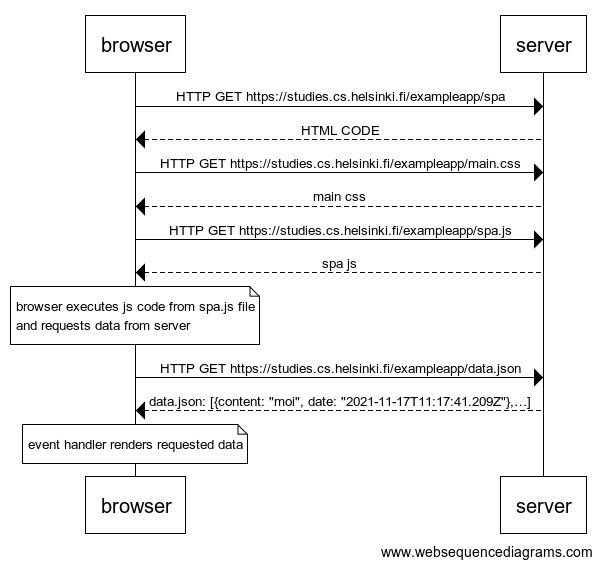 browser
server
HTTP GET https://studies.cs.helsinki.fi/exampleapp/spa
HTML CODE
HTTP GET https://studies.cs.helsinki.fi/exampleapp/main.css
main css
HTTP GET https://studies.cs.helsinki.fi/exampleapp/spa.js
spa js
browser executes js code from spa.js file
and requests data from server
HTTP GET https://studies.cs.helsinki.fi/exampleapp/data.json
data.json: [{content: "moi", date: "2021-11-17T11:17:41.209Z"},...]
event handler renders requested data
browser
server
www.websequencediagrams.com